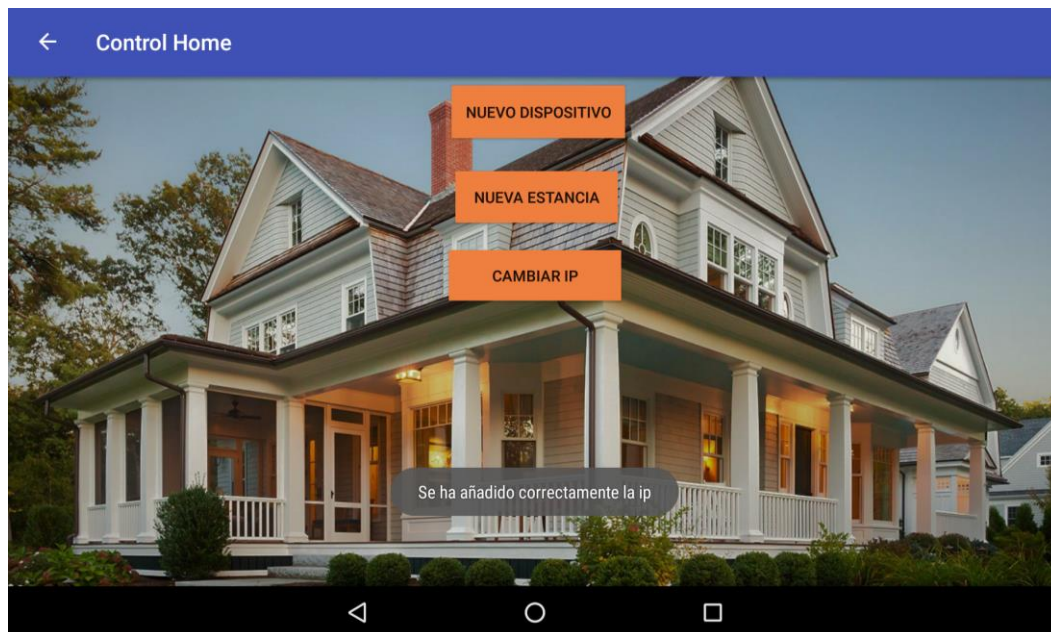 Control Home
NUEVO DISPOSITIVO
NUEVA ESTANCIA
CAMBIAR IP
Se ha añadido correctamente la ip